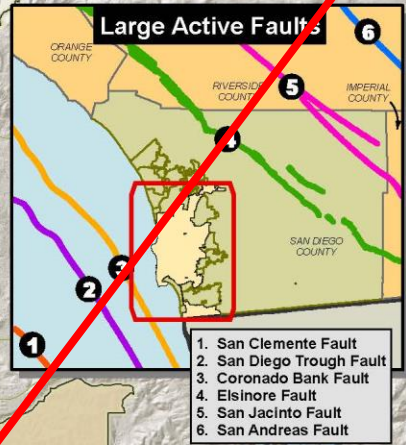 Large Active Faults
6
ORANGE
COUNTY
RIVERSIDE
COUNTY
5
IMPERIAL
COUNTY
4
SAN DIEGO
COUNTY
3
2
1
1. San Clemente Fault
2. San Diego Trough Fault
3. Coronado Bank Fault
4. Elsinore Fault
5. San Jacinto Fault
6. San Andreas Fault